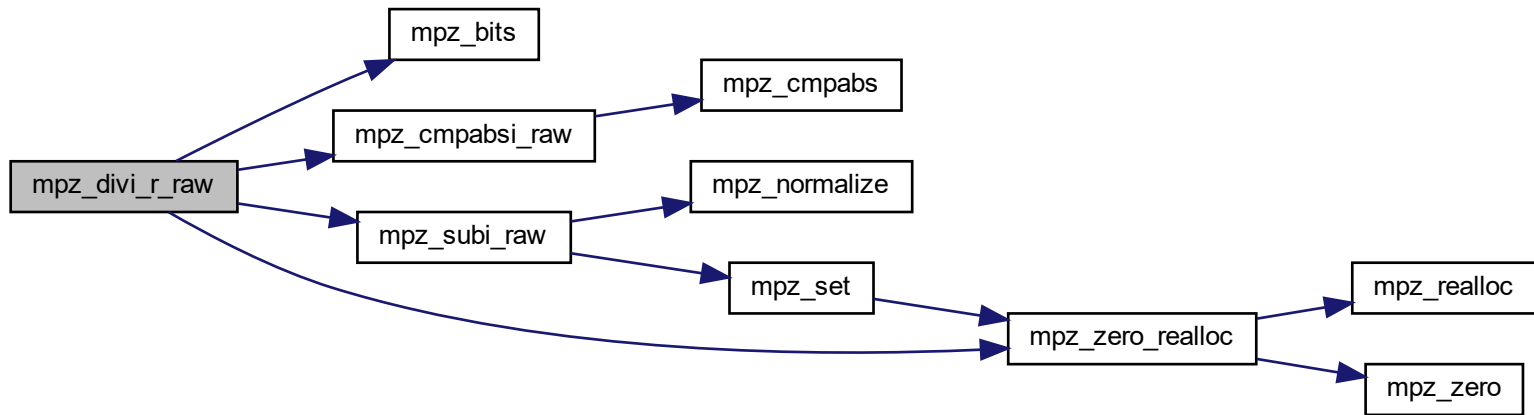 mpz_bits
mpz_cmpabs
mpz_cmpabsi_raw
mpz_divi_r_raw
mpz_normalize
mpz_subi_raw
mpz_set
mpz_realloc
mpz_zero_realloc
mpz_zero